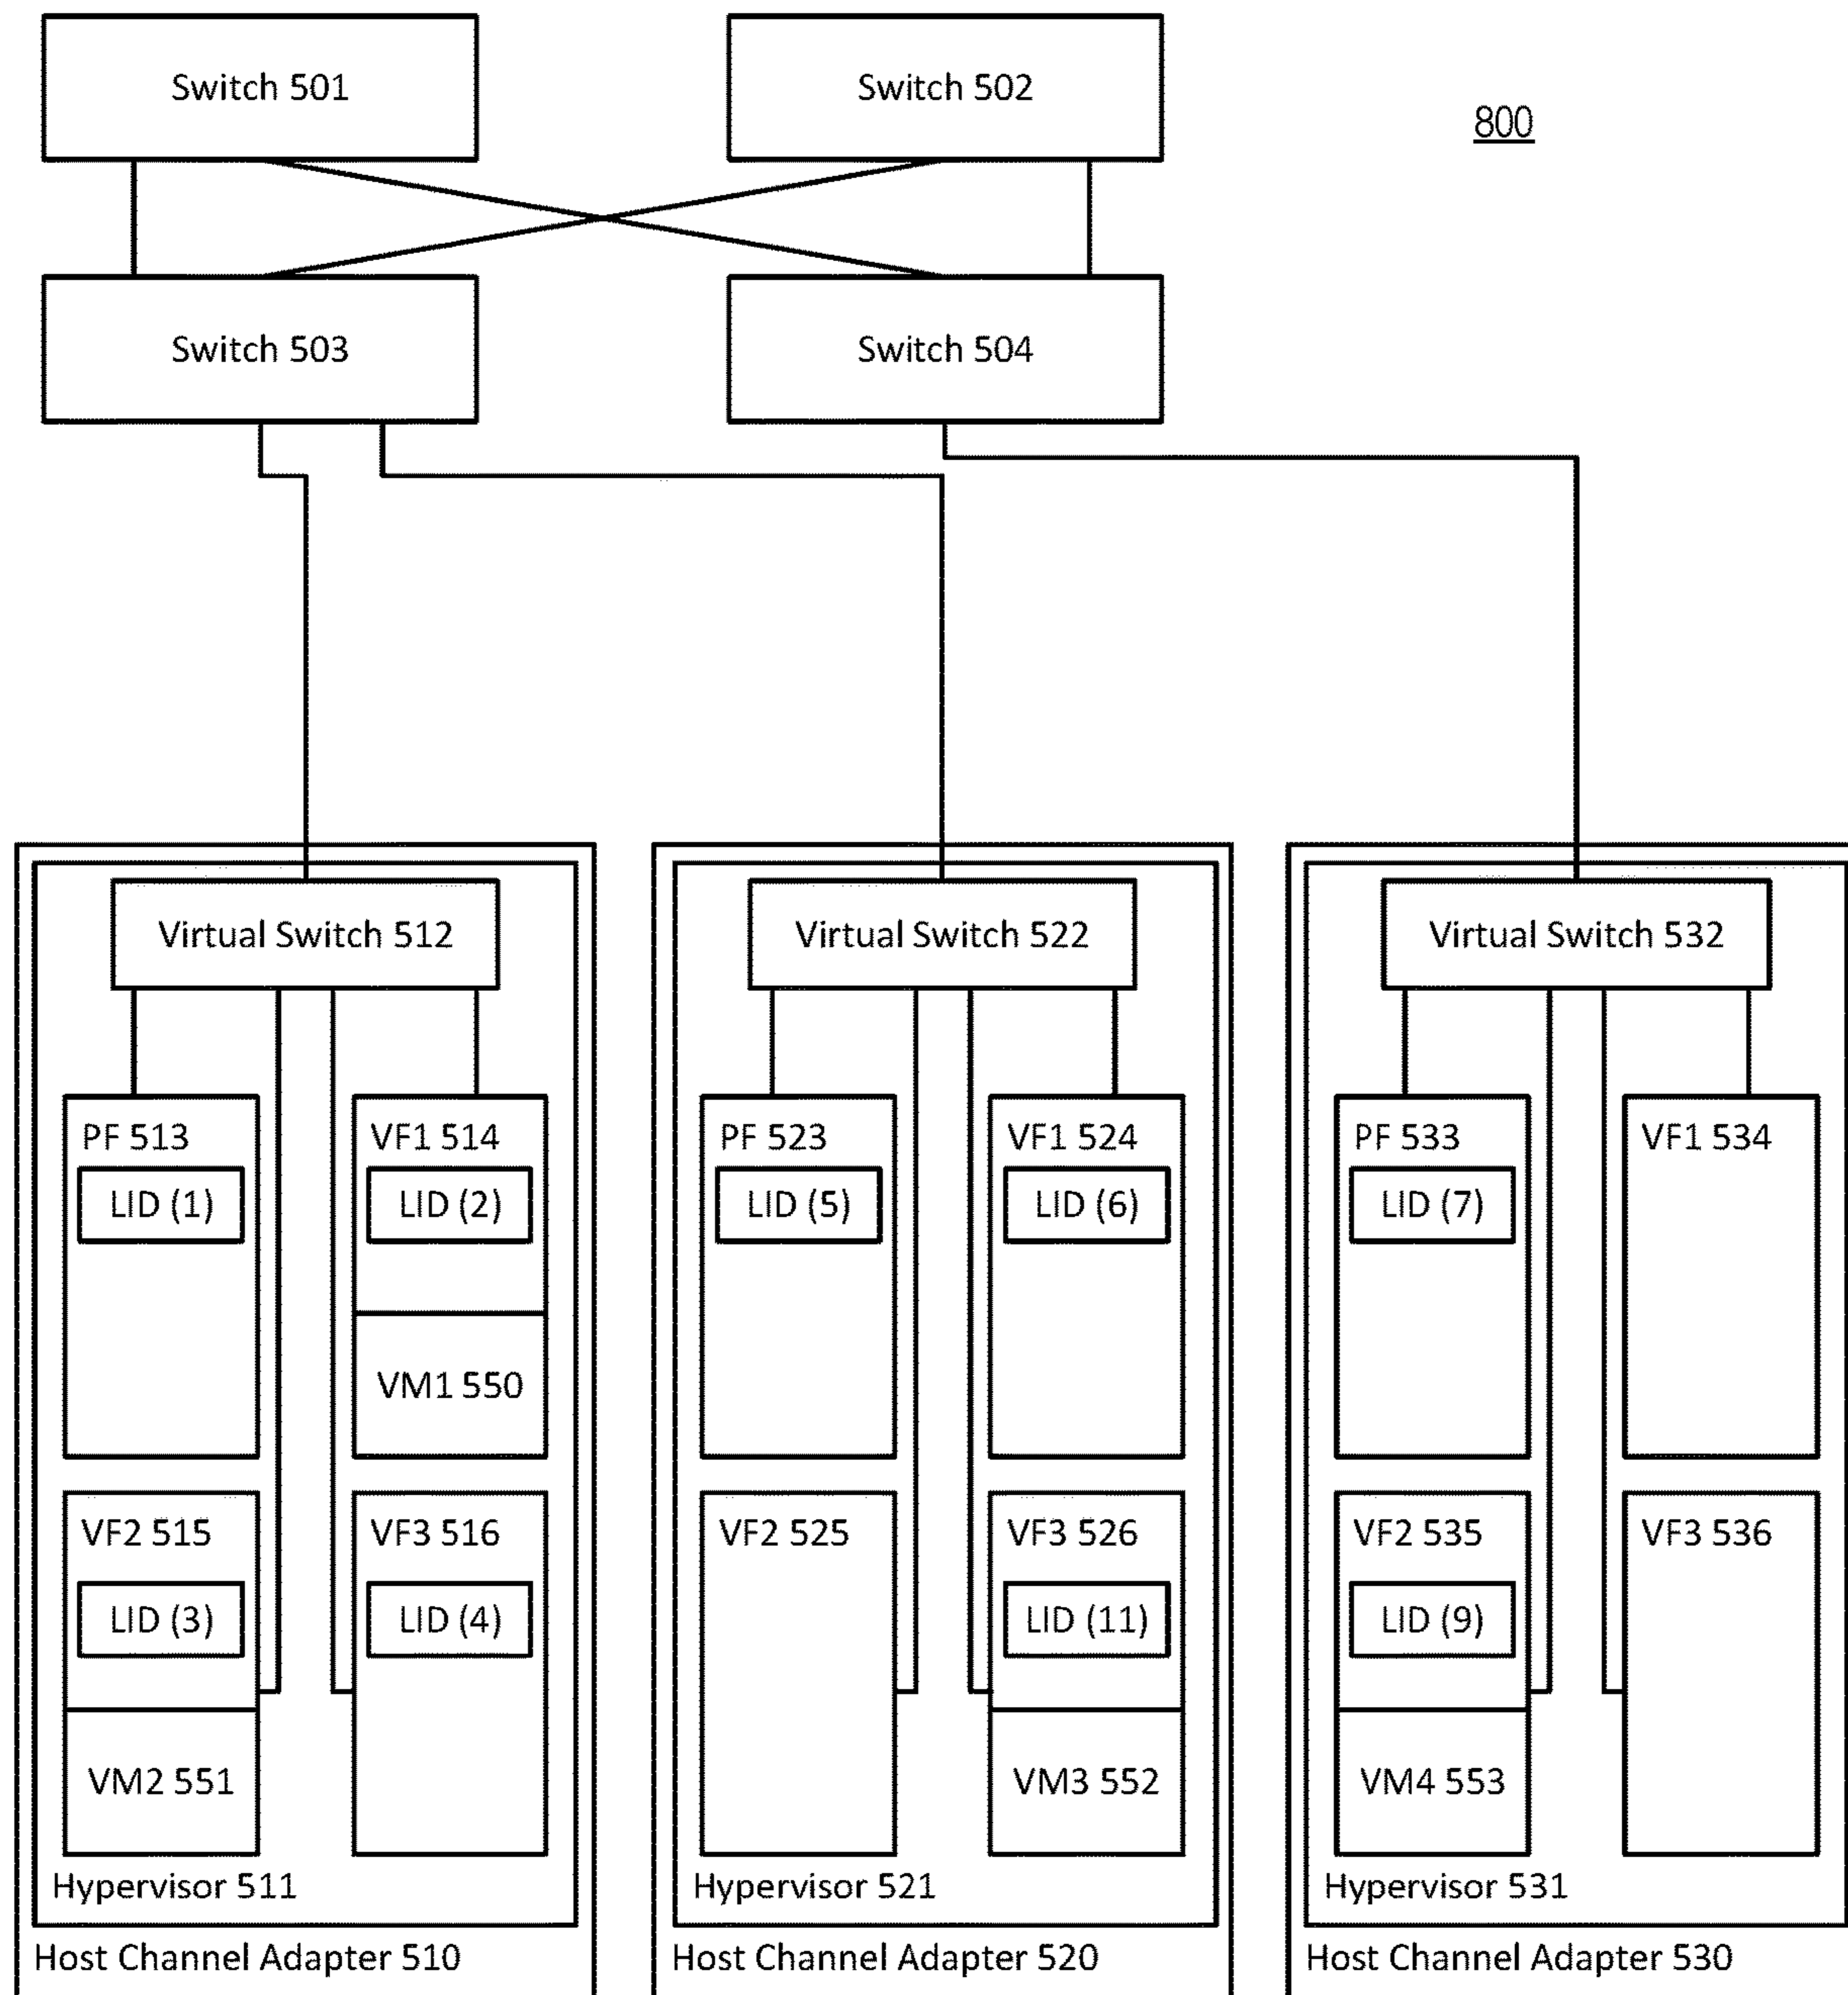 Switch 501
Switch 502
800
Switch 503
Switch 504
Virtual Switch 512
Virtual Switch 522
Virtual Switch 532
PF 513
LID (1)
VF1 514
LID (2)
VM1 550
VF2 515
LID (3)
VM2 551
VF3 516
LID (4)
Hypervisor 511
Host Channel Adapter 510
PF 523
LID (5)
VF1 524
LID (6)
VF2 525
VF3 526
LID (11)
VM3 552
Hypervisor 521
Host Channel Adapter 520
PF 533
LID (7)
VF1 534
VF2 535
LID (9)
VM4 553
VF3 536
Hypervisor 531
Host Channel Adapter 530